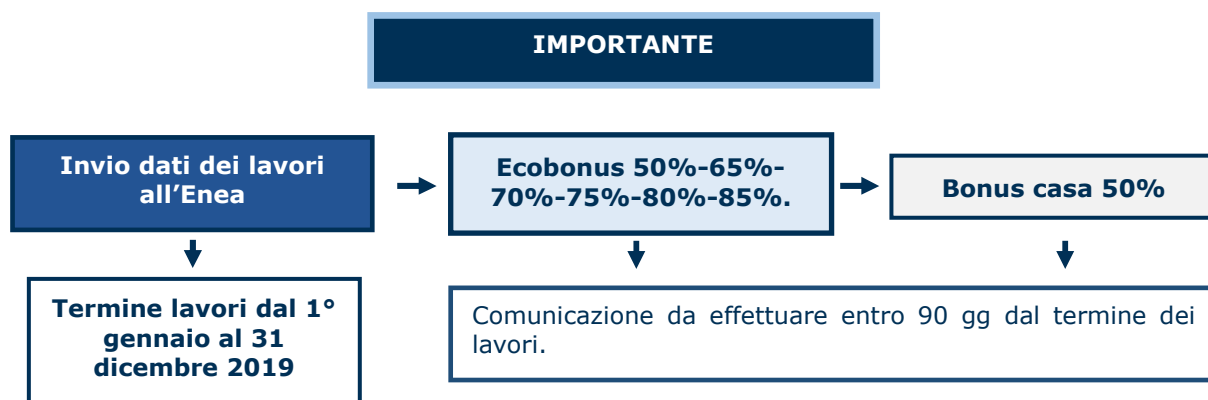 IMPORTANTE
Invio dati dei lavori
all’Enea
Ecobonus 50%-65%-
70%-75%-80%-85%.
Bonus casa 50%
Termine lavori dal 1°
gennaio al 31
dicembre 2019
Comunicazione da effettuare entro 90 gg dal termine dei
lavori.